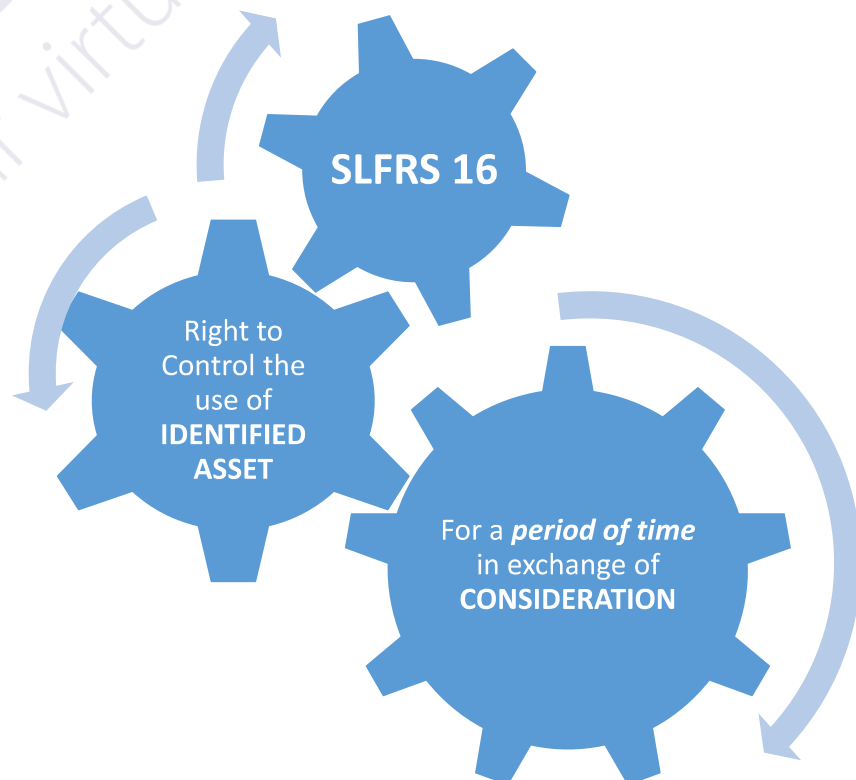 SLFRS 16
Right to
Control the
use of
IDENTIFIED
ASSET
For a period of time
in exchange of
CONSIDERATION